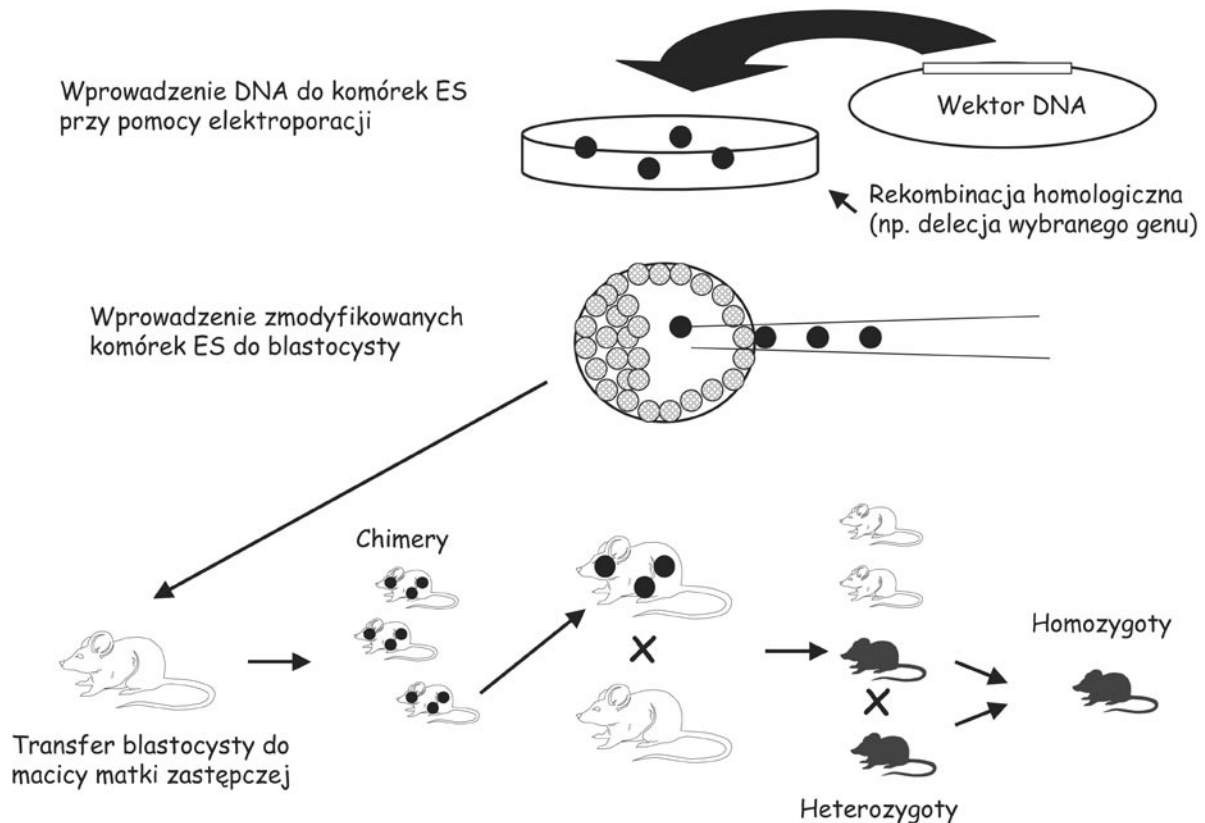 Wprowadzenie DNA do komórek ES
przy pomocy elektroporacji
Wektor DNA
Rekombinacja homologiczna
(np. delecja wybranego genu)
Wprowadzenie zmodyfikowanych
komórek ES do blastocysty
Chimery
X
X
Homozygoty
Transfer blastocysty do
macicy matki zastępczej
Heterozygoty